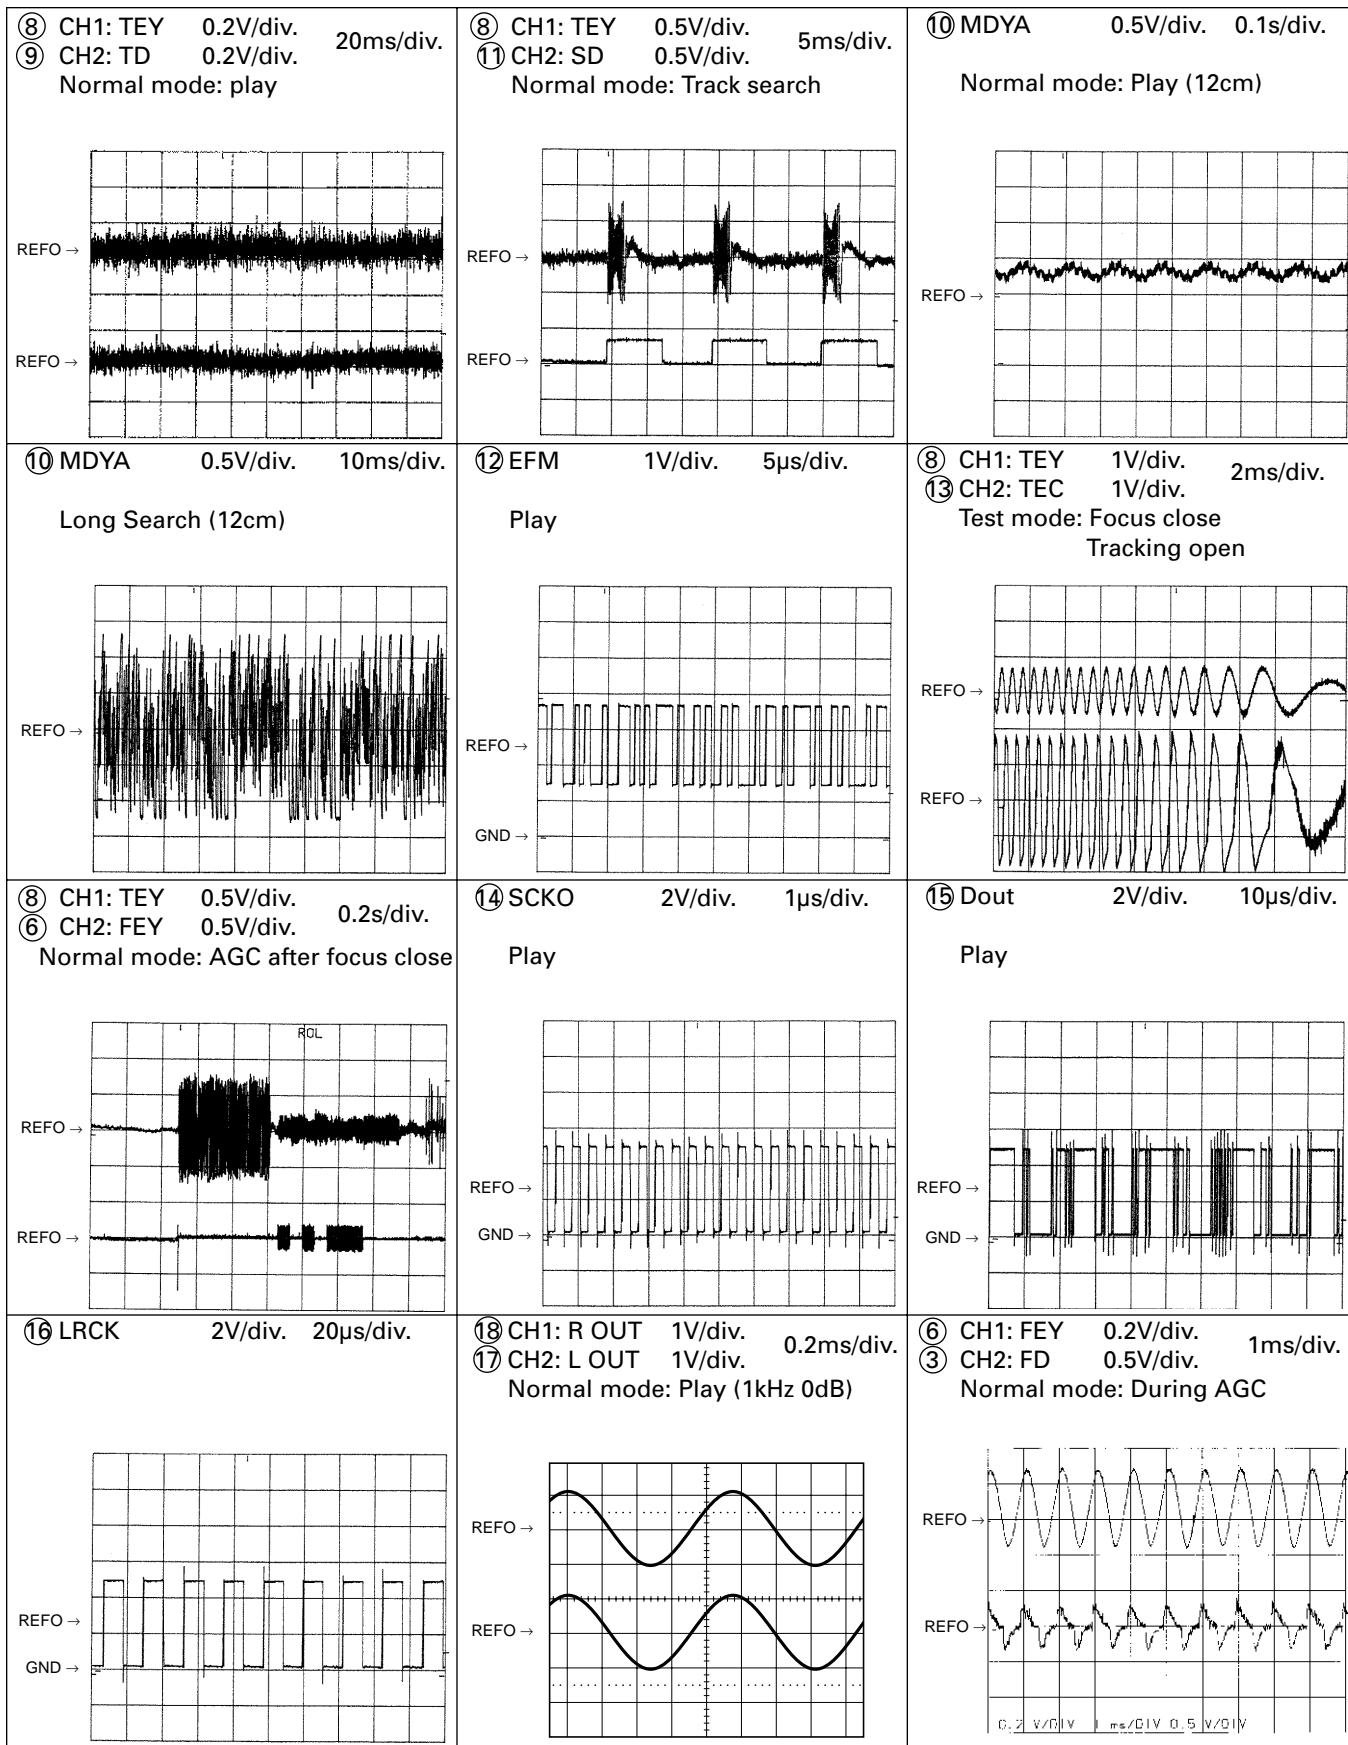 ⑧ CH1: TEY 0.2V/div. 20ms/div.
⑨ CH2: TD 0.2V/div.
Normal mode: play
REFO →
REFO →
⑧ CH1: TEY 0.5V/div. 5ms/div.
⑪ CH2: SD 0.5V/div.
Normal mode: Track search
REFO →
REFO →
⑩ MDYA 0.5V/div. 0.1s/div.
Normal mode: Play (12cm)
REFO →
⑩ MDYA 0.5V/div. 10ms/div.
Long Search (12cm)
REFO →
⑫ EFM 1V/div. 5µs/div.
Play
REFO →
GND →
⑧ CH1: TEY 1V/div. 2ms/div.
⑬ CH2: TEC 1V/div.
Test mode: Focus close
Tracking open
REFO →
REFO →
⑧ CH1: TEY 0.5V/div. 0.2s/div.
⑥ CH2: FEY 0.5V/div.
Normal mode: AGC after focus close
ROL
REFO →
REFO →
⑭ SCKO 2V/div. 1µs/div.
Play
REFO →
GND →
⑮ Dout 2V/div. 10µs/div.
Play
REFO →
GND →
⑯ LRCK 2V/div. 20µs/div.
REFO →
GND →
⑱ CH1: R OUT 1V/div. 0.2ms/div.
⑰ CH2: L OUT 1V/div.
Normal mode: Play (1kHz 0dB)
REFO →
REFO →
⑥ CH1: FEY 0.2V/div. 1ms/div.
③ CH2: FD 0.5V/div.
Normal mode: During AGC
REFO →
REFO →
0.2 V/DIV 1 ms/DIV 0.5 V/DIV